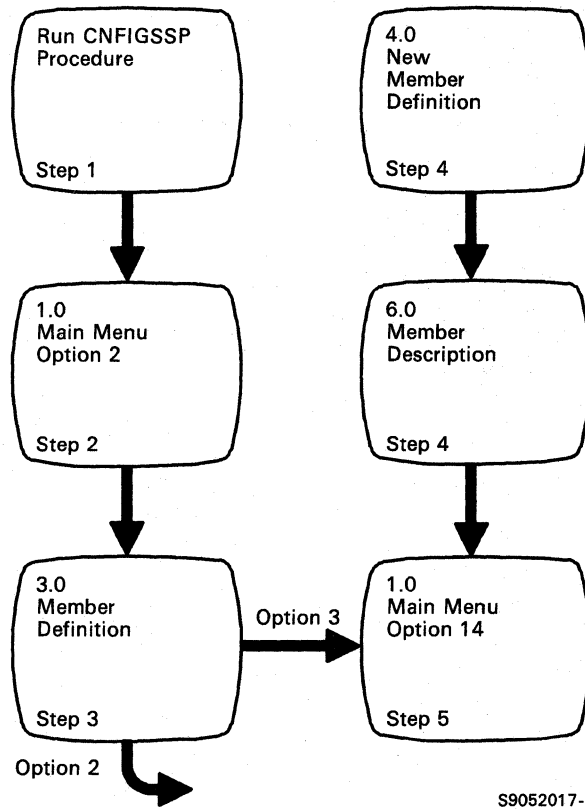 Run CNFIGSSP
Procedure
Step 1
1.0
Main Menu
Option 2
Step 2
3.0
Member
Definition
Step 3
Option 2
Option 3
4.0
New
Member
Definition
Step 4
6.0
Member
Description
Step 4
1.0
Main Menu
Option 14
Step 5
S9052017-